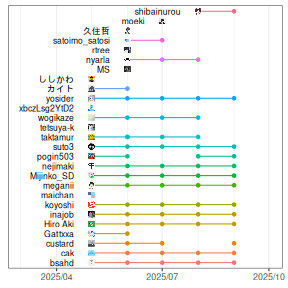 shibainurou
moeki
久住哲
satoimo_satosi
rtree
nyarla
MS
ししかわ
カイト
yosider
xbczLsg2YtD2
wogikaze
tetsuya-k
taktamur
suto3
pogin503
nejimaki
Mijinko_SD
meganii
maichan
koyoshi
inajob
Hiro Aki
Gattxxa
custard
cak
bsahd
2025/04 2025/07 2025/10